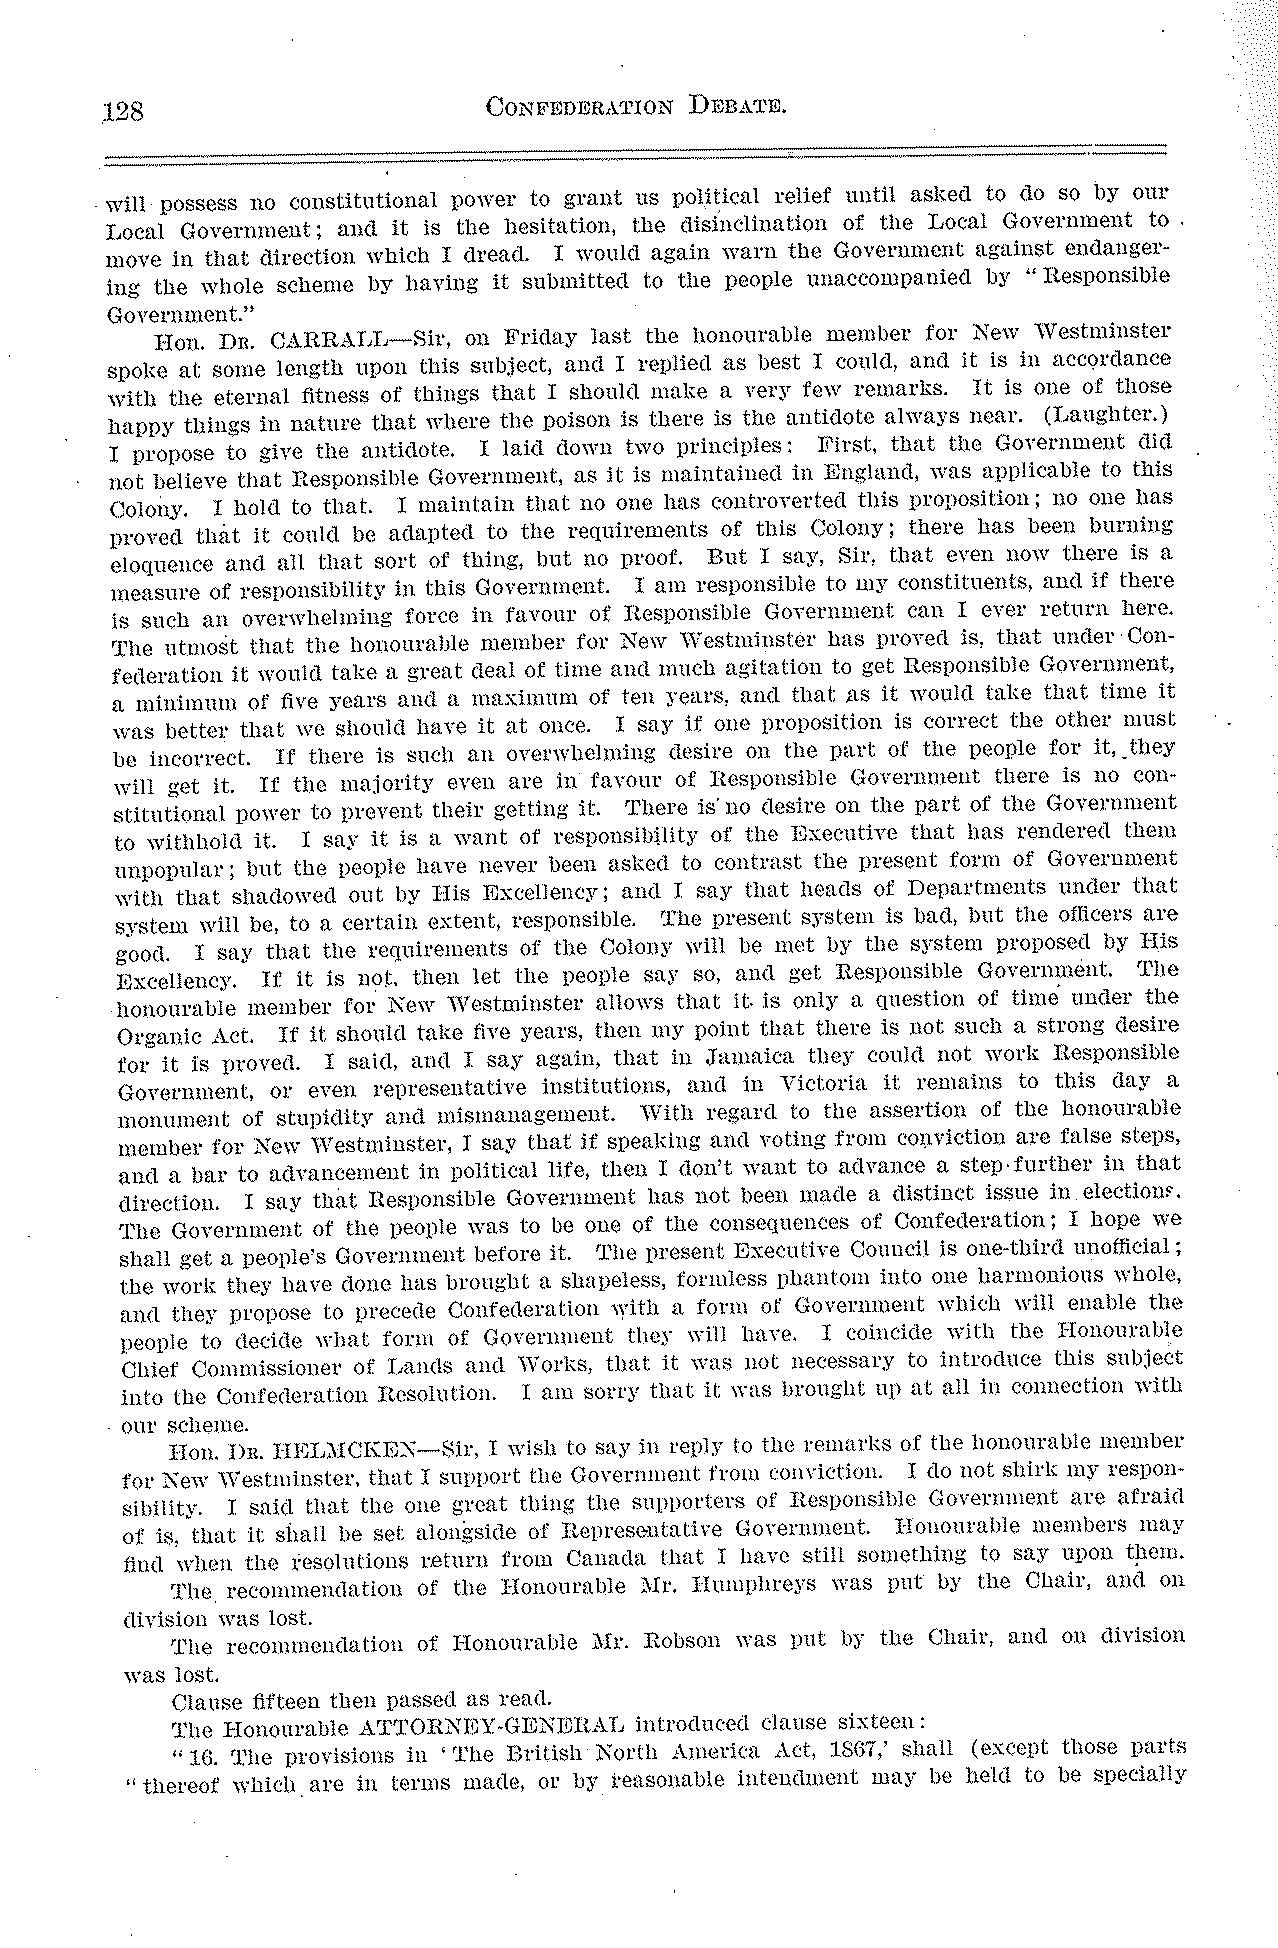 128 CONFEDERATION DEBATE.
will possess no constitutional power to grant us political relief until asked to do so by our
Local Government; and it is the hesitation, the disinclination of the Local Government to
move in that direction which I dread. I would again warn the Government against endanger-
ing the whole scheme by having it submitted to the people unaccompanied by "Responsible
Government."
Hon. DR. CARRALL—Sir, on Friday last the honourable member for New Westminster
spoke at some length upon this subject, and I replied as best I could, and it is in accordance
with the eternal fitness of things that I should make a very few remarks. It is one of those
happy things in nature that where the poison is there is the antidote always near. (Laughter.)
I propose to give the antidote. I laid down two principles: First, that the Government did
not believe that Responsible Government, as it is maintained in England, was applicable to this
Colony. I hold to that. I maintain that no one has controverted this proposition; no one has
proved that it could be adapted to the requirements of this Colony; there has been burning
eloquence and all that sort of thing, but no proof. But I say, Sir, that even now there is a
measure of responsibility in this Government. I am responsible to my constituents, and if there
is such an overwhelming force in favour of Responsible Government can I ever return here.
The utmost that the honourable member for New Westminster has proved is, that under Con-
federation it would take a great deal of time and much agitation to get Responsible Government,
a minimum of five years and a maximum of ten years, and that as it would take that time it
was better that we should have it at once. I say if one proposition is correct the other must
be incorrect. If there is such an overwhelming desire on the part of the people for it, they
will get it. If the majority even are in favour of Responsible Government there is no con-
stitutional power to prevent their getting it. There is no desire on the part of the Government
to withhold it. I say it is a want of responsibility of the Executive that has rendered them
unpopular; but the people have never been asked to contrast the present form of Government
with that shadowed out by His Excellency; and I say that heads of Departments under that
system will be, to a certain extent, responsible. The present system is bad, but the officers are
good. I say that the requirements of the Colony will be met by the system proposed by His
Excellency. If it is not, then let the people say so, and get Responsible Government. The
honourable member for New Westminster allows that it is only a question of time under the
Organic Act. If it should take five years, then my point that there is not such a strong desire
for it is proved. I said, and I say again, that in Jamaica they could not work Responsible
Government, or even representative institutions, and in Victoria it remains to this day a
monument of stupidity and mismanagement. With regard to the assertion of the honourable
member for New Westminster, I say that if speaking and voting from conviction are false steps,
and a bar to advancement in political life, then I don't want to advance a step further in that
direction. I say that Responsible Government has not been made a distinct issue in elections.
The Government of the people was to be one of the consequences of Confederation; I hope we
shall get a people's Government before it. The present Executive Council is one-third unofficial;
the work they have done has brought a shapeless, formless phantom into one harmonious whole,
and they propose to precede Confederation with a form of Government which will enable the
people to decide what form of Government they will have. I coincide with the Honourable
Chief Commissioner of Lands and Works, that it was not necessary to introduce this subject
into the Confederation Resolution. I am sorry that it was brought up at all in connection with
our scheme.
Hon. DR. HELMCKEN—Sir, I wish to say in reply to the remarks of the honourable member
for New Westminster, that I support the Government from conviction. I do not shirk my respon-
sibility. I said that the one great thing the supporters of Responsible Government are afraid
of is, that it shall be set alongside of Representative Government. Honourable members may
find when the resolutions return from Canada that I have still something to say upon them.
The recommendation of the Honourable Mr. Humphreys was put by the Chair, and on
division was lost.
The recommendation of Honourable Mr. Robson was put by the Chair, and on division
was lost.
Clause fifteen then passed as read.
The Honourable ATTORNEY-GENERAL introduced clause sixteen:
"16. The provisions in 'The British North America Act, 1867,' shall (except those parts
"thereof which are in terms made, or by reasonable intendment may be held to be specially